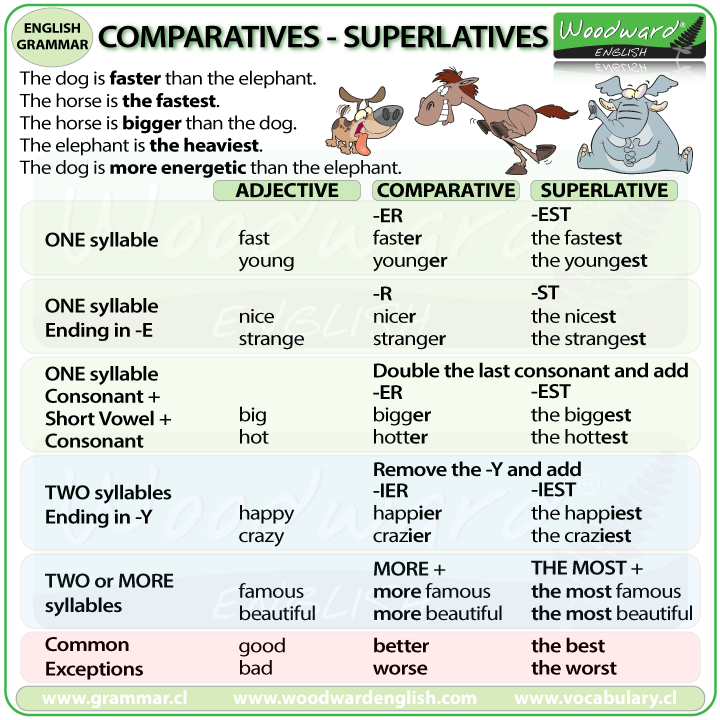 ENGLISH
GRAMMAR
COMPARATIVES - SUPERLATIVES
Woodward®
ENGLISH
The dog is faster than the elephant.
The horse is the fastest.
The horse is bigger than the dog.
The elephant is the heaviest.
The dog is more energetic than the elephant.
ADJECTIVE COMPARATIVE SUPERLATIVE
-ER -EST
ONE syllable fast faster the fastest
young younger the youngest
-R -ST
ONE syllable
Ending in -E nice nicer the nicest
strange stranger the strangest
ONE syllable Double the last consonant and add
Consonant + -ER -EST
Short Vowel + big bigger the biggest
Consonant hot hotter the hottest
Remove the -Y and add
TWO syllables -IER -IEST
Ending in -Y happy happier the happiest
crazy crazier the craziest
MORE + THE MOST +
TWO or MORE famous more famous the most famous
syllables beautiful more beautiful the most beautiful
Common good better the best
Exceptions bad worse the worst
www.grammar.cl www.woodwardenglish.com www.vocabulary.cl